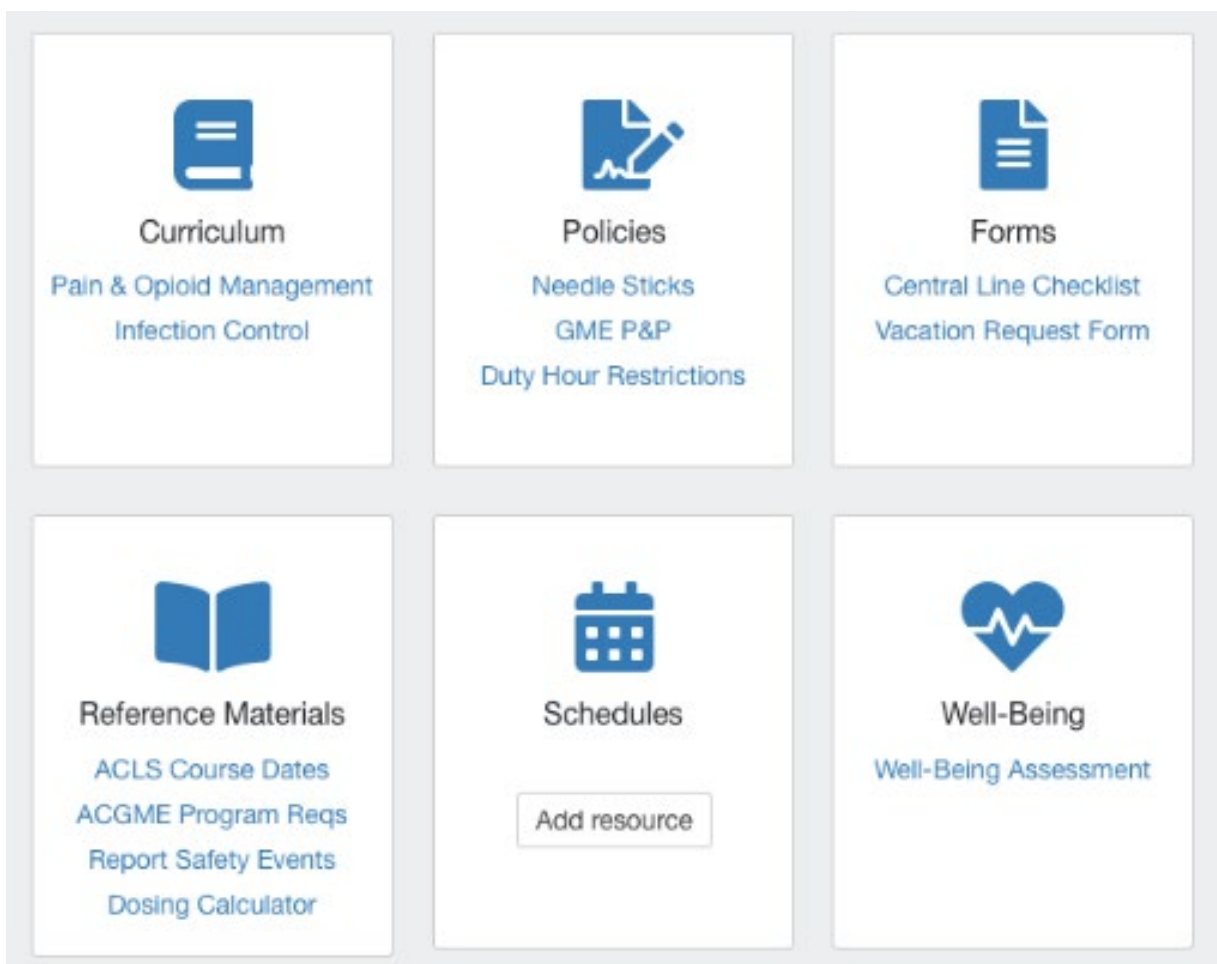 Curriculum
Pain & Opioid Management
Infection Control
Policies
Needle Sticks
GME P&P
Duty Hour Restrictions
Forms
Central Line Checklist
Vacation Request Form
Reference Materials
ACLS Course Dates
ACGME Program Reqs
Report Safety Events
Dosing Calculator
Schedules
Add resource
Well-Being
Well-Being Assessment